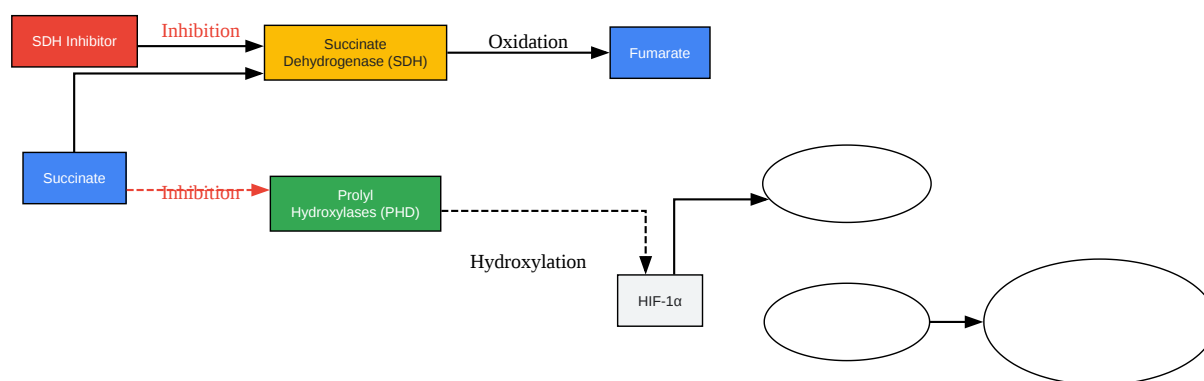 SDH Inhibitor
Inhibition
Succinate
Dehydrogenase (SDH)
Oxidation
Fumarate
Succinate
Inhibition
Prolyl
Hydroxylases (PHD)
Hydroxylation
HIF-1α